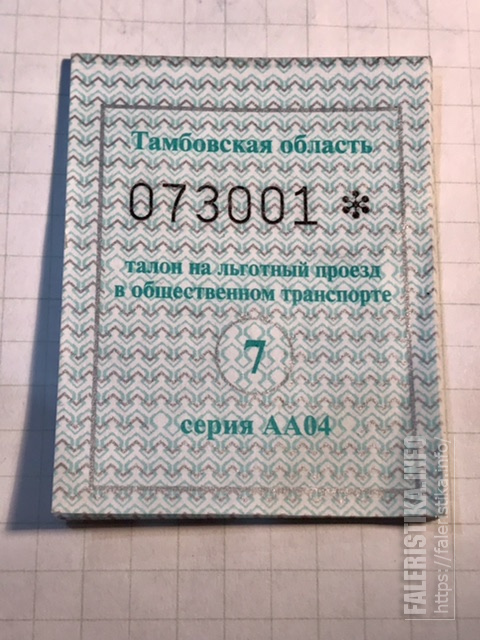 Тамбовская область
073001 *
талон на льготный проезд
в общественном транспорте
7
серия АА04
FALERISTIKA.INFO
https://faleristika.info/